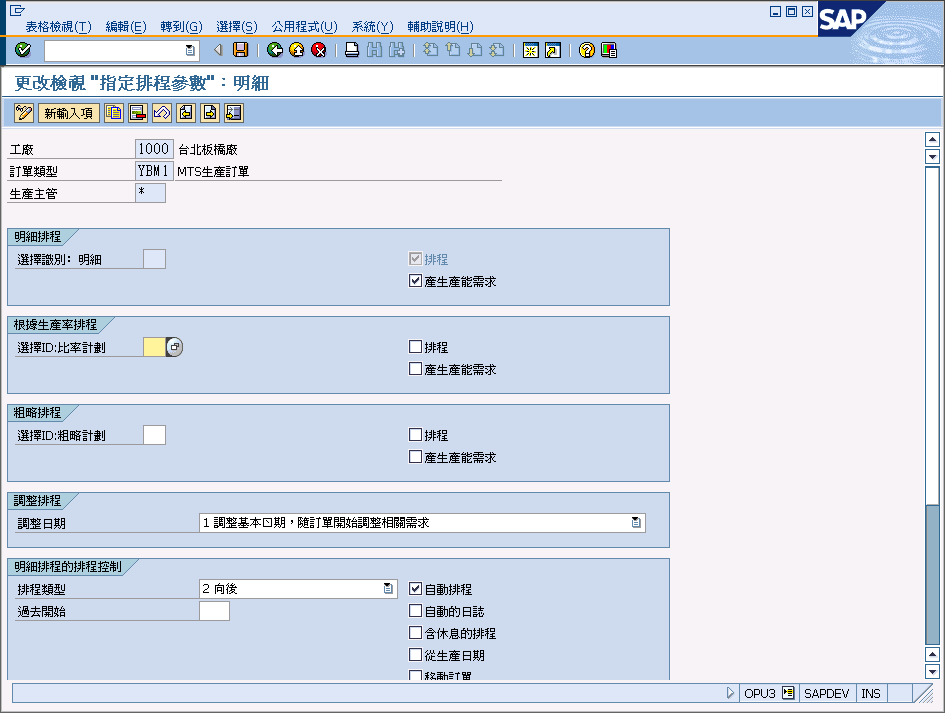 表格檢視(T) 編輯(E) 轉到(G) 選擇(S) 公用程式(U) 系統(Y) 輔助說明(H)
SAP
更改檢視 "指定排程參數"：明細
新輸入項
工廠 1000 台北板橋廠
訂單類型 YBM1 MTS生產訂單
生產主管 *
明細排程
選擇識別: 明細 排程
產生產能需求
根據生產率排程
選擇ID:比率計劃 排程
產生產能需求
粗略排程
選擇ID:粗略計劃 排程
產生產能需求
調整排程
調整日期 1 調整基本日期，隨訂單開始調整相關需求
明細排程的排程控制
排程類型 2 向後 自動排程
過去開始 自動的日誌
含休息的排程
從生產日期
移動訂單
OPU3 SAPDEV INS